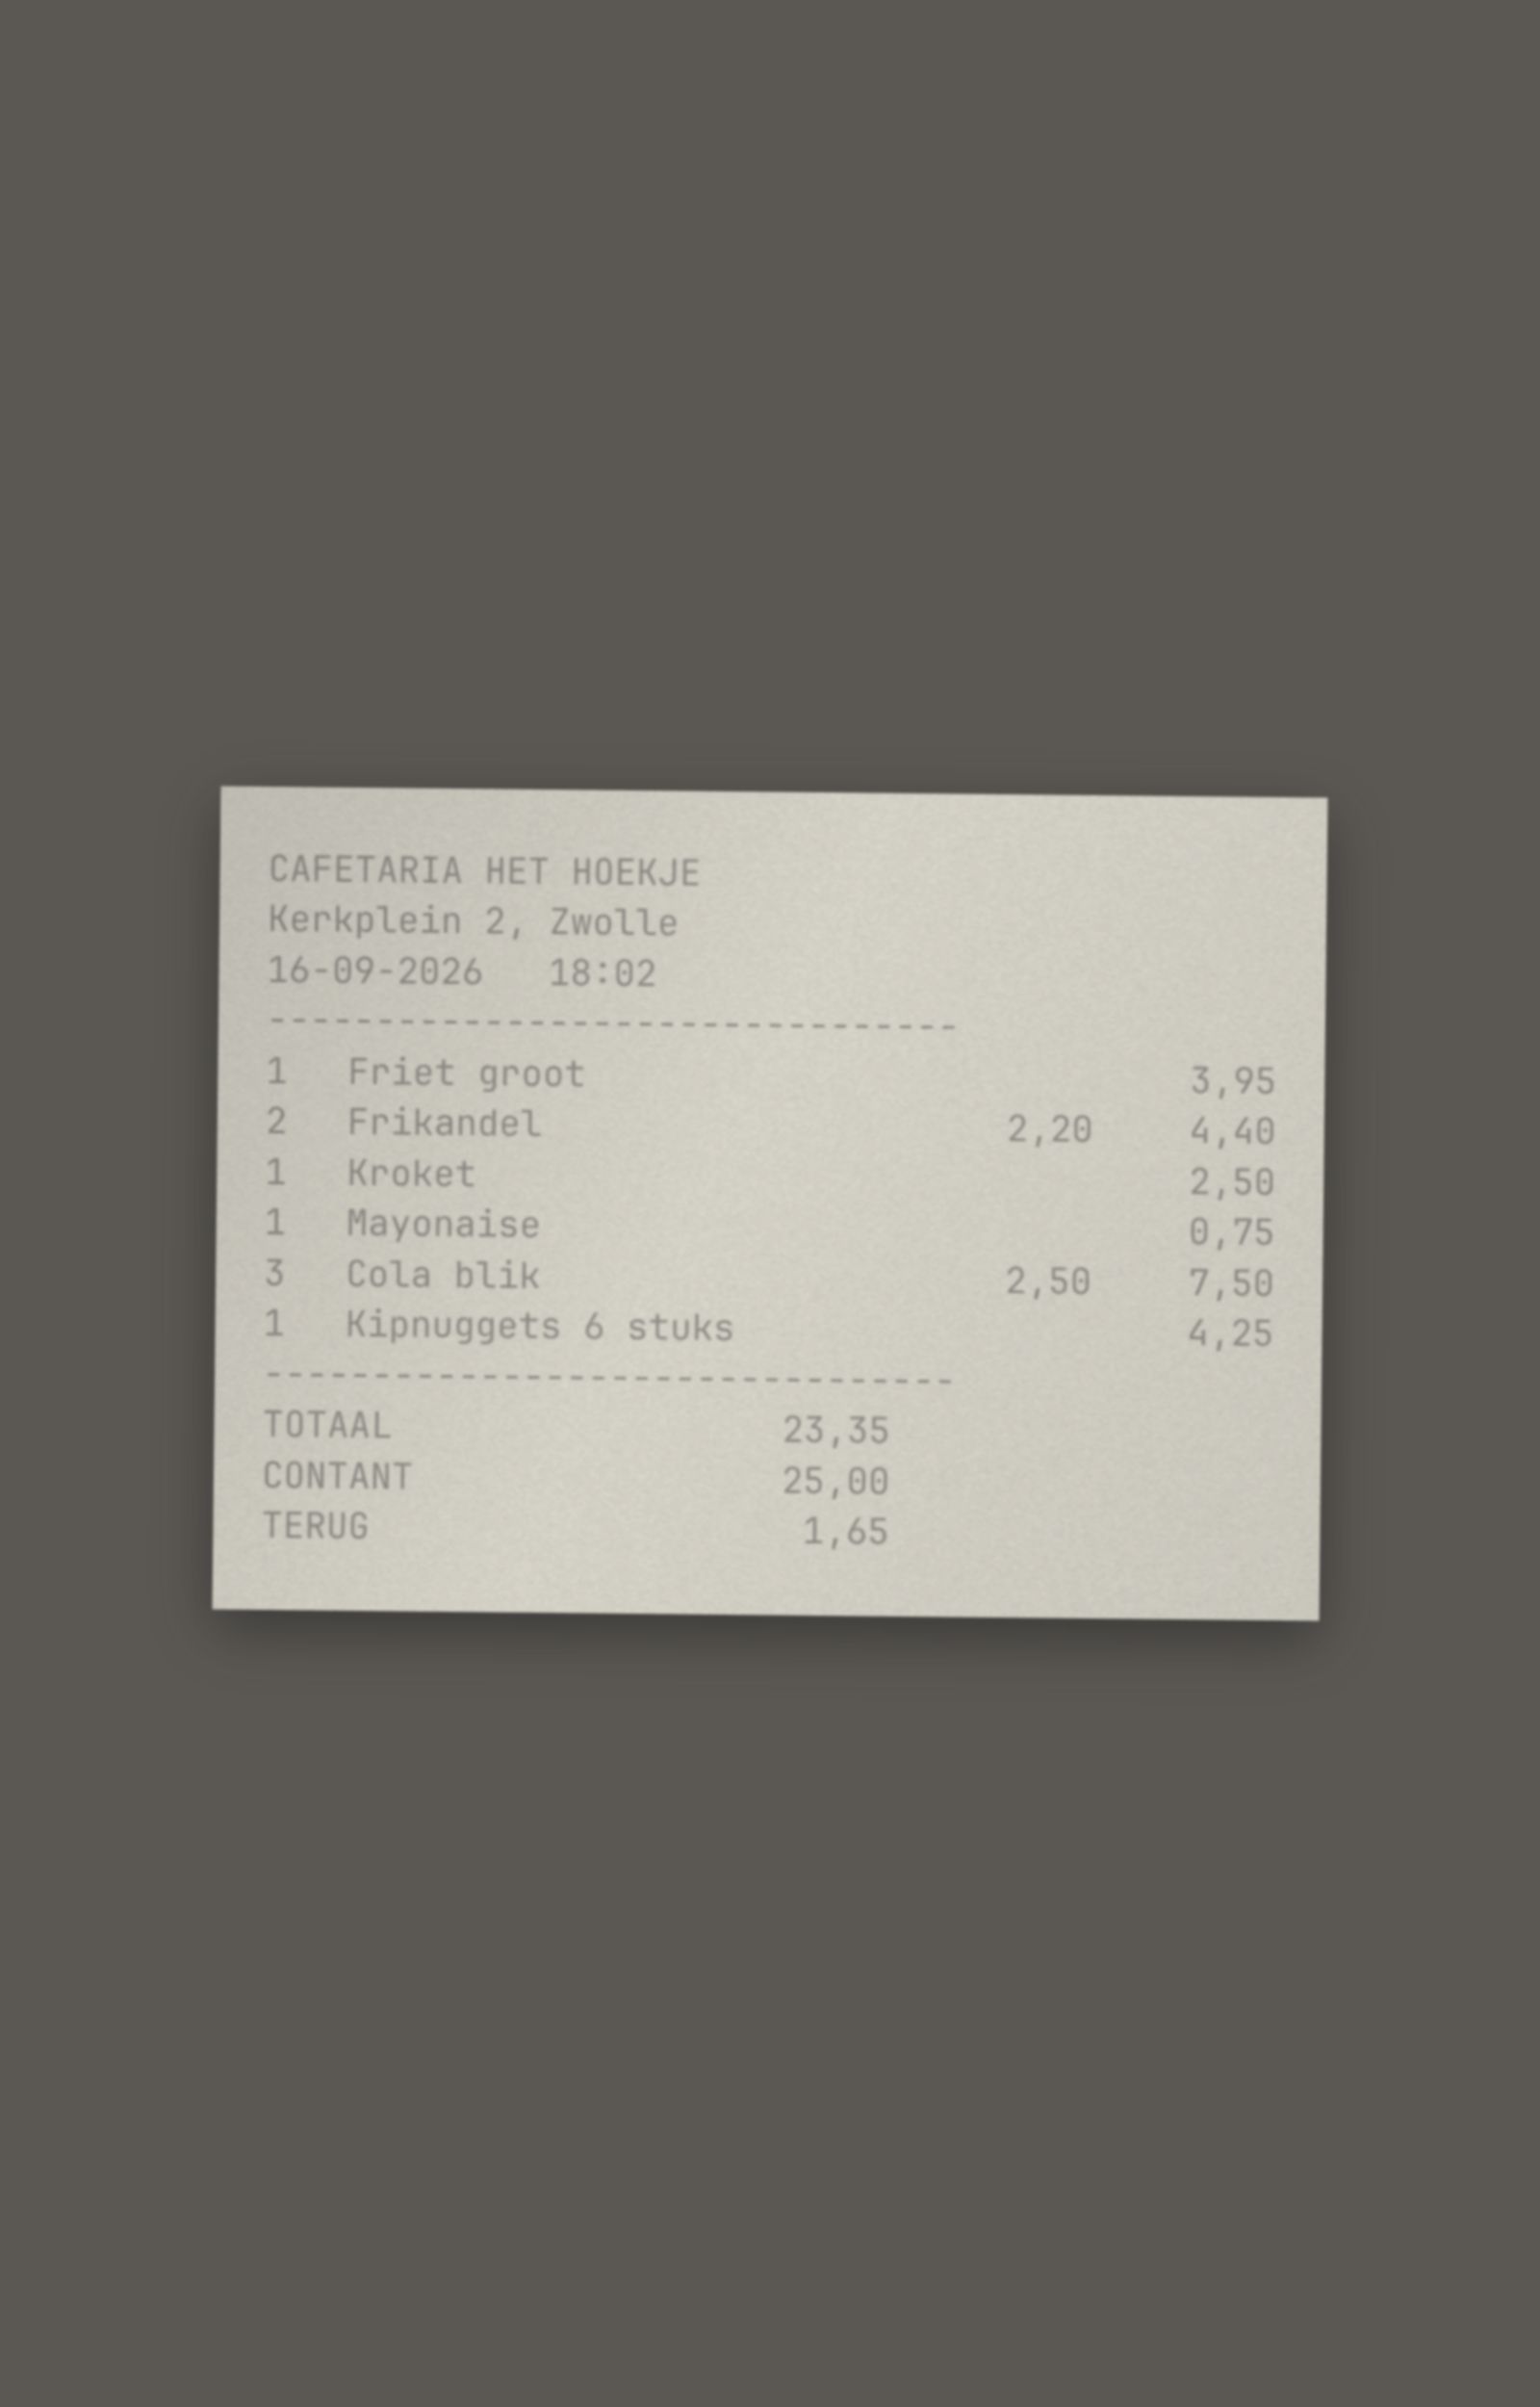 CAFETARIA HET HOEKJE
Kerkplein 2, Zwolle
16-09-2026   18:02
--------------------------------
1   Friet groot   3,95
2   Frikandel   2,20   4,40
1   Kroket   2,50
1   Mayonaise   0,75
3   Cola blik   2,50   7,50
1   Kipnuggets 6 stuks   4,25
--------------------------------
TOTAAL   23,35
CONTANT   25,00
TERUG   1,65